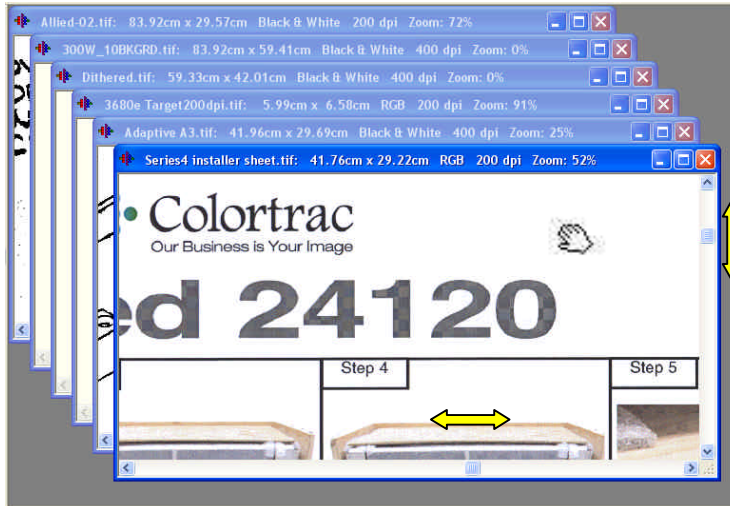 Allied-02.tif: 83.92cm x 29.57cm Black & White 200 dpi Zoom: 72%
300W_10BKGRD.tif: 83.92cm x 59.41cm Black & White 400 dpi Zoom: 0%
Dithered.tif: 59.33cm x 42.01cm Black & White 400 dpi Zoom: 0%
3680e Target200dpi.tif: 5.99cm x 6.58cm RGB 200 dpi Zoom: 91%
Adaptive A3.tif: 41.96cm x 29.69cm Black & White 400 dpi Zoom: 25%
Series4 installer sheet.tif: 41.76cm x 29.22cm RGB 200 dpi Zoom: 52%
Colortrac
Our Business is Your Image
ed 24120
Step 4
Step 5